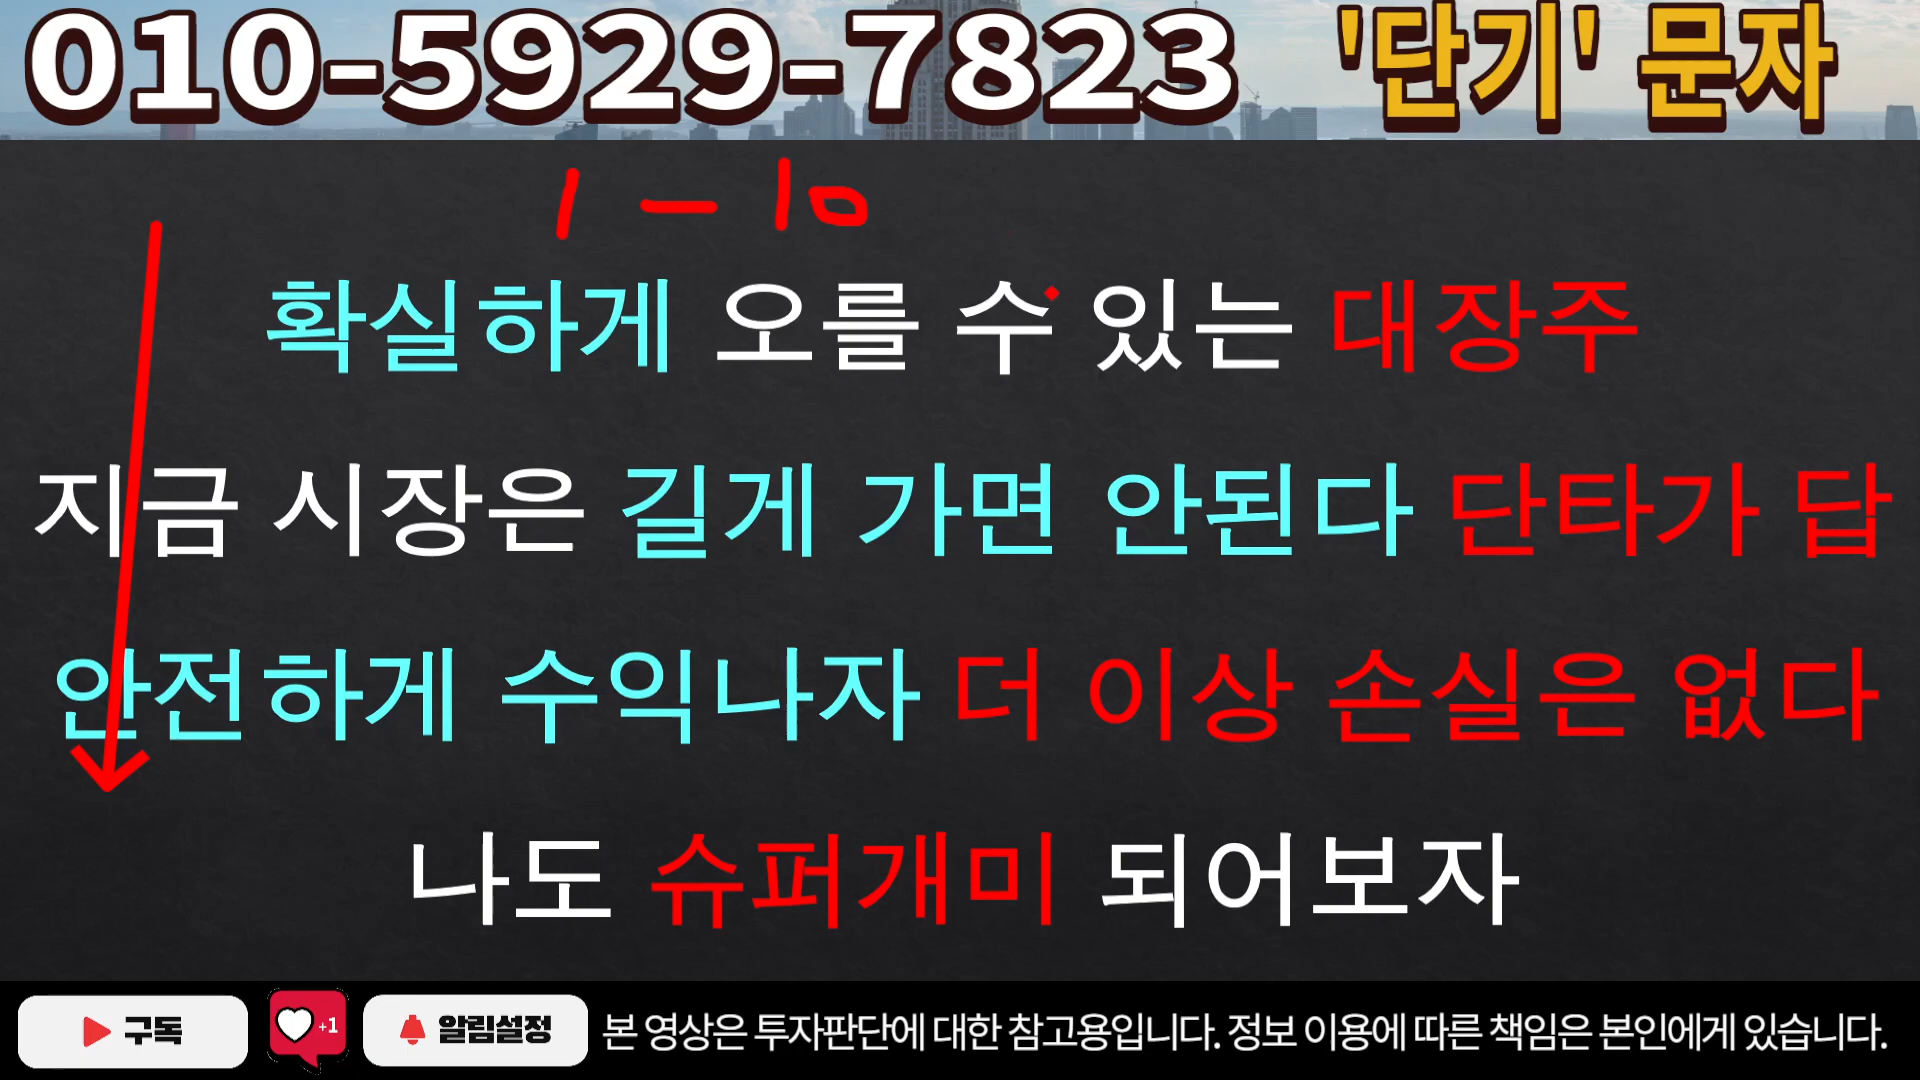 010-5929-7823 '단기' 문자
1 - 10
확실하게 오를 수 있는 대장주
지금 시장은 길게 가면 안된다 단타가 답
안전하게 수익나자 더 이상 손실은 없다
나도 슈퍼개미 되어보자
구독 +1 알림설정 본 영상은 투자판단에 대한 참고용입니다. 정보 이용에 따른 책임은 본인에게 있습니다.